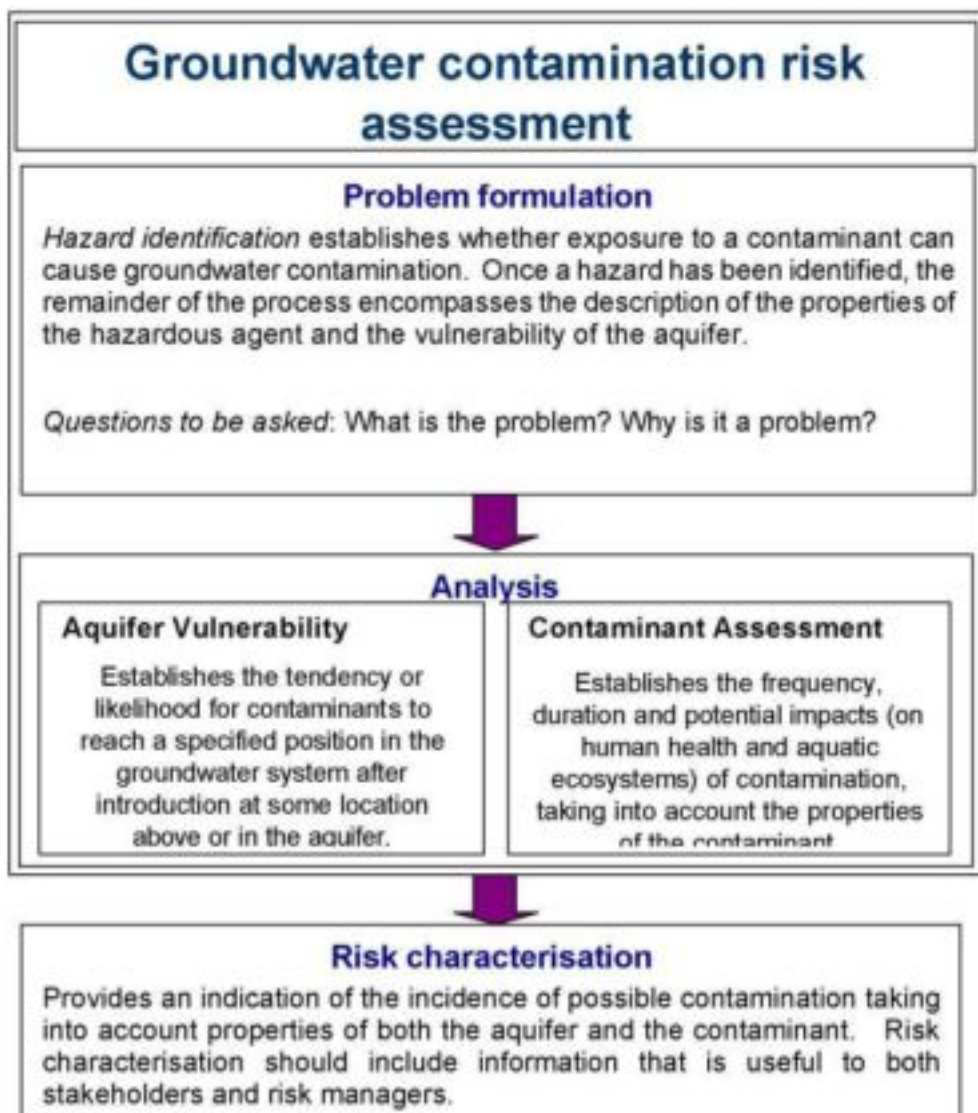 Groundwater contamination risk
assessment
Problem formulation
Hazard identification establishes whether exposure to a contaminant can
cause groundwater contamination. Once a hazard has been identified, the
remainder of the process encompasses the description of the properties of
the hazardous agent and the vulnerability of the aquifer.
Questions to be asked: What is the problem? Why is it a problem?
Analysis
Aquifer Vulnerability
Establishes the tendency or
likelihood for contaminants to
reach a specified position in the
groundwater system after
introduction at some location
above or in the aquifer.
Contaminant Assessment
Establishes the frequency,
duration and potential impacts (on
human health and aquatic
ecosystems) of contamination,
taking into account the properties
of the contaminant
Risk characterisation
Provides an indication of the incidence of possible contamination taking
into account properties of both the aquifer and the contaminant. Risk
characterisation should include information that is useful to both
stakeholders and risk managers.